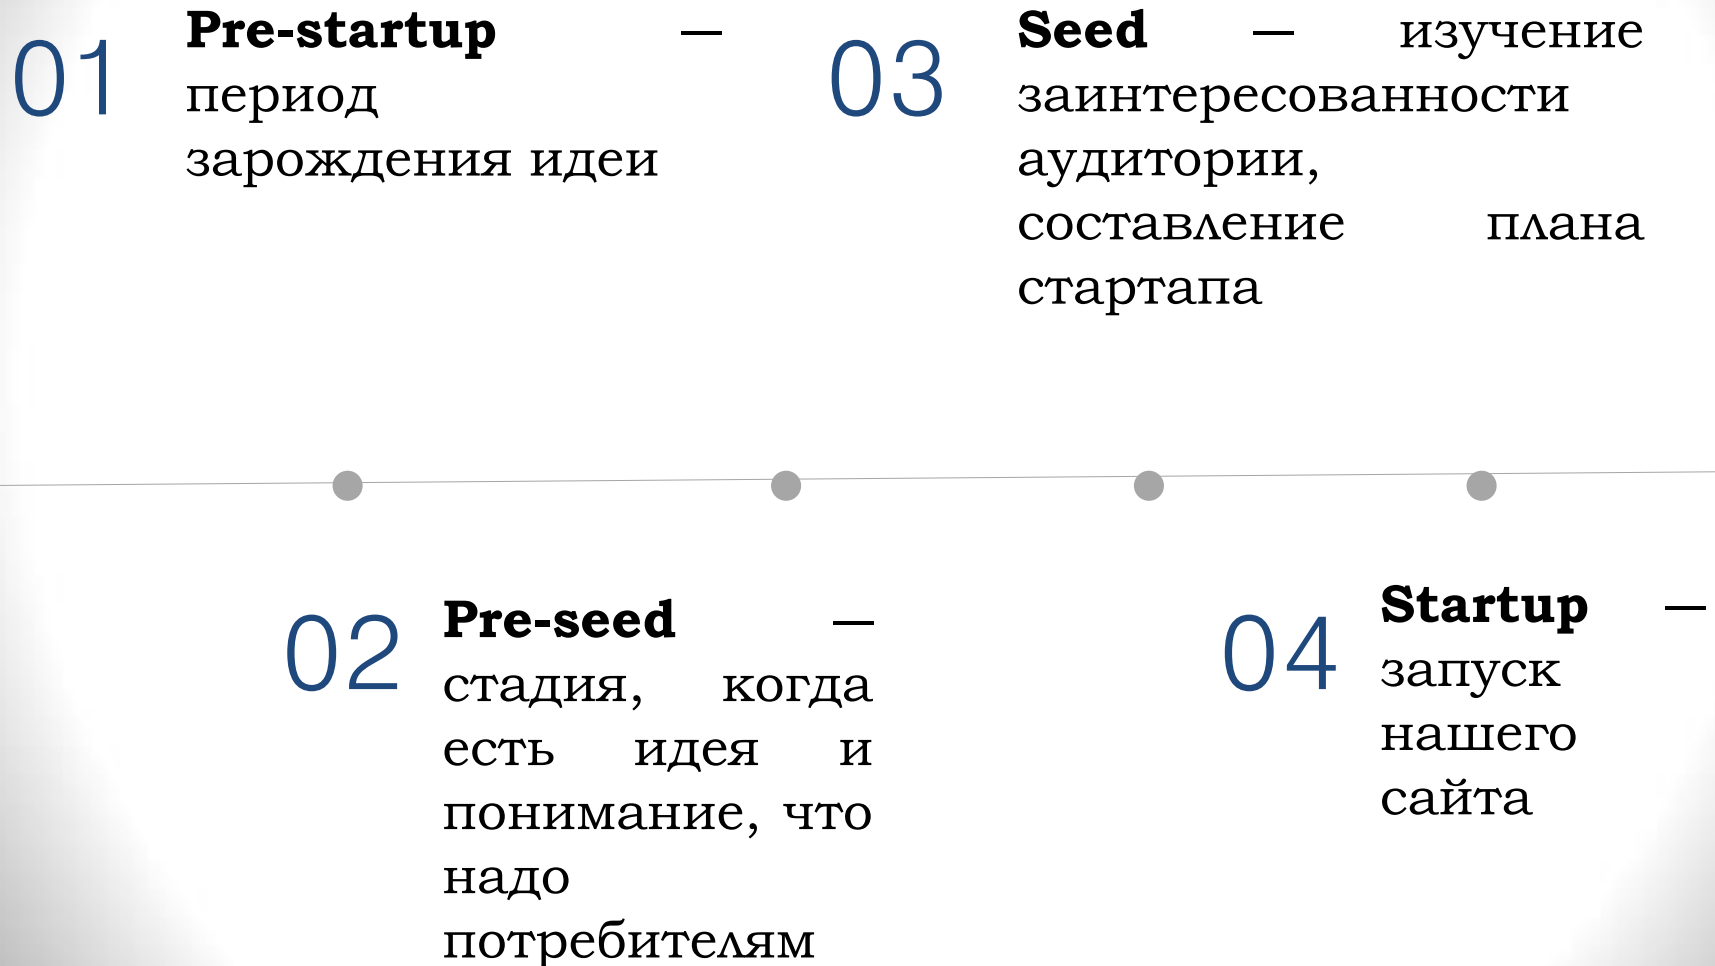 01
Pre-startup —
период
зарождения идеи
03
Seed — изучение
заинтересованности
аудитории,
составление плана
стартапа
02
Pre-seed —
стадия, когда
есть идея и
понимание, что
надо
потребителям
04
Startup —
запуск
нашего
сайта